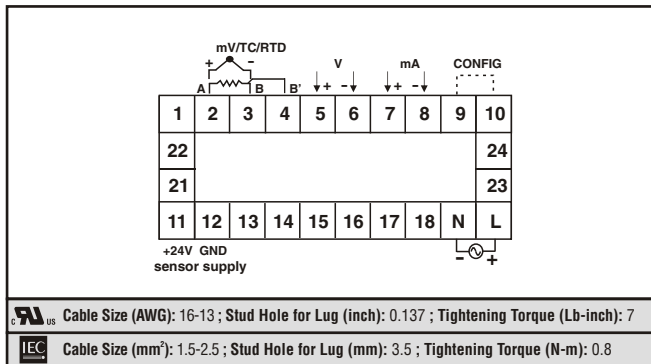 mV/TC/RTD
+ -
A B B'
V
+ -
mA
+ -
CONFIG
1 2 3 4 5 6 7 8 9 10
22 24
21 23
11 12 13 14 15 16 17 18 N L
+24V GND
sensor supply
- +
c RU US Cable Size (AWG): 16-13 ; Stud Hole for Lug (inch): 0.137 ; Tightening Torque (Lb-inch): 7
IEC Cable Size (mm²): 1.5-2.5 ; Stud Hole for Lug (mm): 3.5 ; Tightening Torque (N-m): 0.8